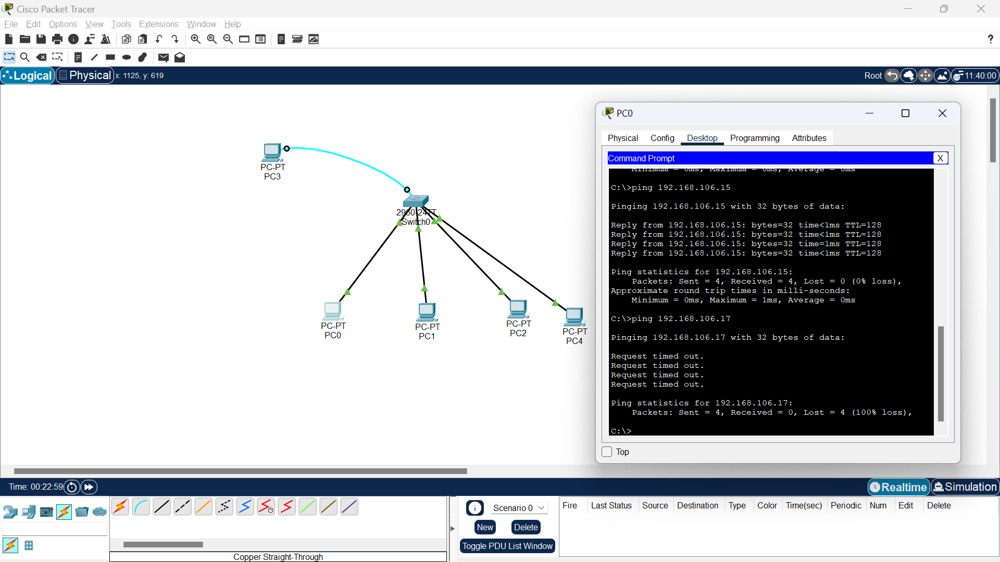 Cisco Packet Tracer
File Edit Options View Tools Extensions Window Help
?
Logical Physical x: 1125, y: 619
Root 11:40:00
PC-PT
PC3
2960-24TT
Switch0
PC-PT
PC0
PC-PT
PC1
PC-PT
PC2
PC-PT
PC4
PC0
Physical Config Desktop Programming Attributes
Command Prompt X
Minimum = 0ms, Maximum = 0ms, Average = 0ms
C:\>ping 192.168.106.15
Pinging 192.168.106.15 with 32 bytes of data:
Reply from 192.168.106.15: bytes=32 time<1ms TTL=128
Reply from 192.168.106.15: bytes=32 time<1ms TTL=128
Reply from 192.168.106.15: bytes=32 time=1ms TTL=128
Reply from 192.168.106.15: bytes=32 time<1ms TTL=128
Ping statistics for 192.168.106.15:
Packets: Sent = 4, Received = 4, Lost = 0 (0% loss),
Approximate round trip times in milli-seconds:
Minimum = 0ms, Maximum = 1ms, Average = 0ms
C:\>ping 192.168.106.17
Pinging 192.168.106.17 with 32 bytes of data:
Request timed out.
Request timed out.
Request timed out.
Request timed out.
Ping statistics for 192.168.106.17:
Packets: Sent = 4, Received = 0, Lost = 4 (100% loss),
C:\>
Top
Time: 00:22:59
Realtime Simulation
Scenario 0
New Delete
Toggle PDU List Window
Fire Last Status Source Destination Type Color Time(sec) Periodic Num Edit Delete
Copper Straight-Through